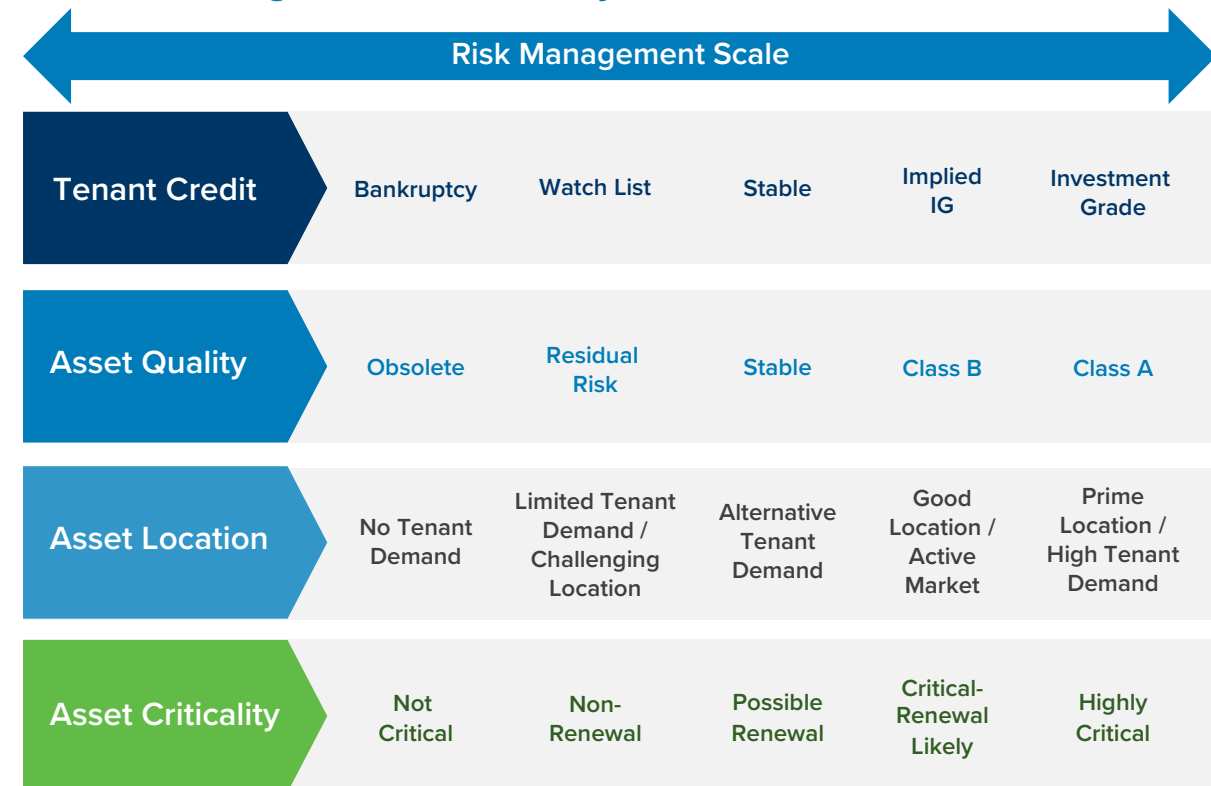 Risk Management Scale
Tenant Credit
Bankruptcy
Watch List
Stable
Implied
IG
Investment
Grade
Asset Quality
Obsolete
Residual
Risk
Stable
Class B
Class A
Asset Location
No Tenant
Demand
Limited Tenant
Demand /
Challenging
Location
Alternative
Tenant
Demand
Good
Location /
Active
Market
Prime
Location /
High Tenant
Demand
Asset Criticality
Not
Critical
Non-
Renewal
Possible
Renewal
Critical-
Renewal
Likely
Highly
Critical